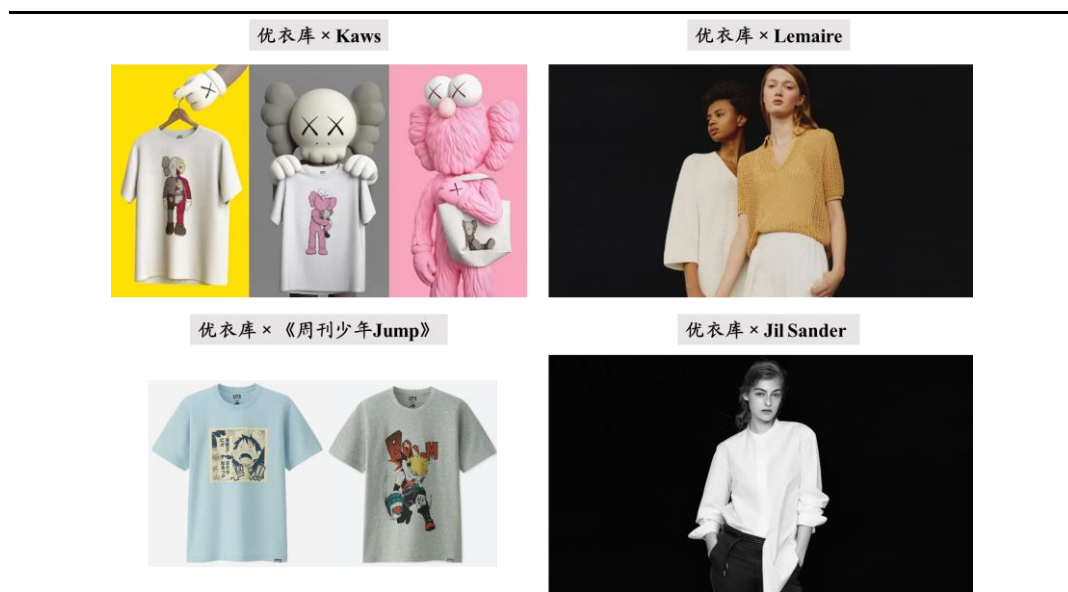 优衣库 × Kaws
优衣库 × Lemaire
优衣库 × 《周刊少年Jump》
优衣库 × Jil Sander
BOOM